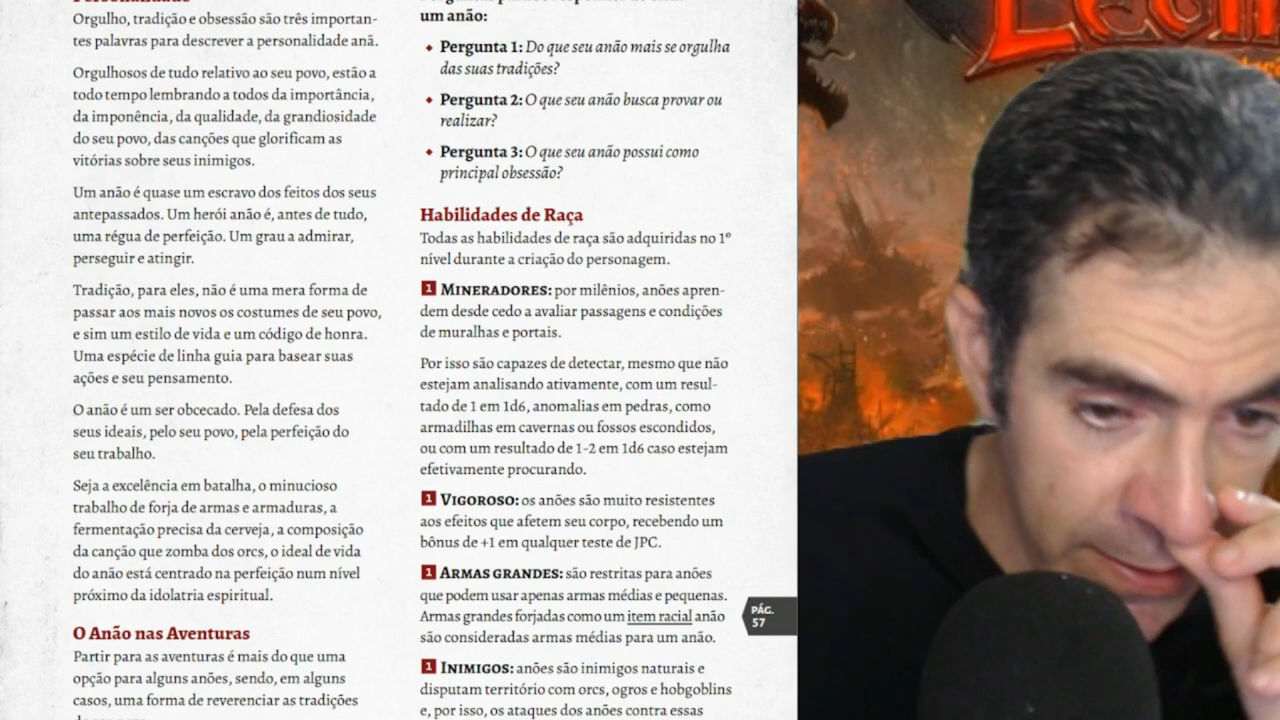 Personalidade
Orgulho, tradição e obsessão são três importan-
tes palavras para descrever a personalidade anã.
Orgulhosos de tudo relativo ao seu povo, estão a
todo tempo lembrando a todos da importância,
da imponência, da qualidade, da grandiosidade
do seu povo, das canções que glorificam as
vitórias sobre seus inimigos.
Um anão é quase um escravo dos feitos dos seus
antepassados. Um herói anão é, antes de tudo,
uma régua de perfeição. Um grau a admirar,
perseguir e atingir.
Tradição, para eles, não é uma mera forma de
passar aos mais novos os costumes de seu povo,
e sim um estilo de vida e um código de honra.
Uma espécie de linha guia para basear suas
ações e seu pensamento.
O anão é um ser obcecado. Pela defesa dos
seus ideais, pelo seu povo, pela perfeição do
seu trabalho.
Seja a excelência em batalha, o minucioso
trabalho de forja de armas e armaduras, a
fermentação precisa da cerveja, a composição
da canção que zomba dos orcs, o ideal de vida
do anão está centrado na perfeição num nível
próximo da idolatria espiritual.
O Anão nas Aventuras
Partir para as aventuras é mais do que uma
opção para alguns anões, sendo, em alguns
casos, uma forma de reverenciar as tradições
um anão:
Pergunta 1: Do que seu anão mais se orgulha
das suas tradições?
Pergunta 2: O que seu anão busca provar ou
realizar?
Pergunta 3: O que seu anão possui como
principal obsessão?
Habilidades de Raça
Todas as habilidades de raça são adquiridas no 1º
nível durante a criação do personagem.
1 MINERADORES: por milênios, anões apren-
dem desde cedo a avaliar passagens e condições
de muralhas e portais.
Por isso são capazes de detectar, mesmo que não
estejam analisando ativamente, com um resul-
tado de 1 em 1d6, anomalias em pedras, como
armadilhas em cavernas ou fossos escondidos,
ou com um resultado de 1-2 em 1d6 caso estejam
efetivamente procurando.
1 VIGOROSO: os anões são muito resistentes
aos efeitos que afetem seu corpo, recebendo um
bônus de +1 em qualquer teste de JPC.
1 ARMAS GRANDES: são restritas para anões
que podem usar apenas armas médias e pequenas.
Armas grandes forjadas como um item racial anão
são consideradas armas médias para um anão.
1 INIMIGOS: anões são inimigos naturais e
disputam território com orcs, ogros e hobgoblins
e, por isso, os ataques dos anões contra essas
PÁG.
57